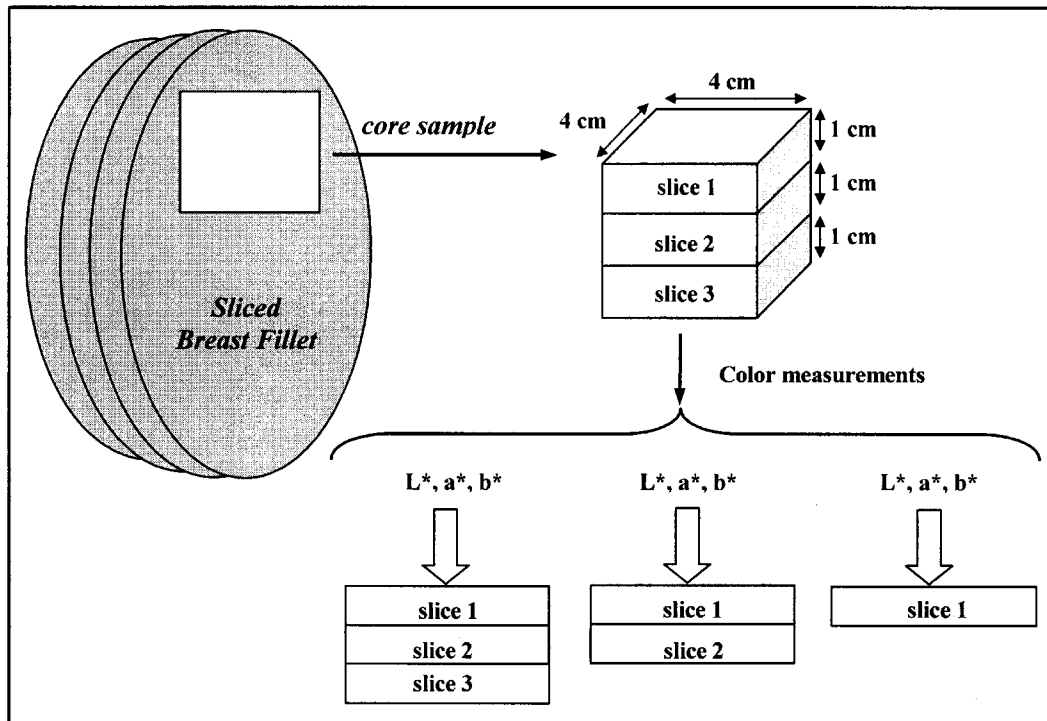 4 cm
4 cm
core sample
1 cm
slice 1
1 cm
slice 2
1 cm
slice 3
Sliced
Breast Fillet
Color measurements
L*, a*, b*
L*, a*, b*
L*, a*, b*
slice 1
slice 1
slice 1
slice 2
slice 2
slice 3